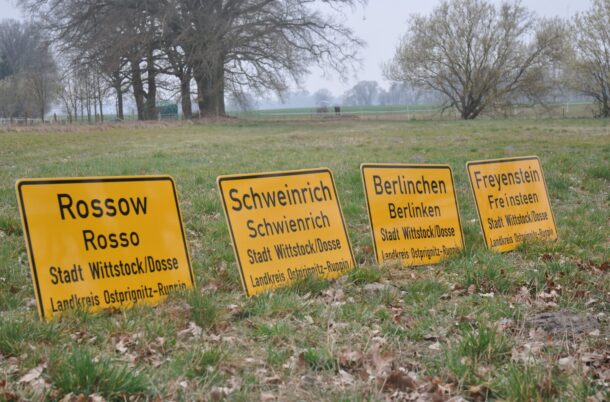 Rossow
Rosso
Stadt Wittstock/Dosse
Landkreis Ostprignitz-Ruppin
Schweinrich
Schwienrich
Stadt Wittstock/Dosse
Landkreis Ostprignitz-Ruppin
Berlinchen
Berlinken
Stadt Wittstock/Dosse
Landkreis Ostprignitz-Ruppin
Freyenstein
Freinsteen
Stadt Wittstock/Dosse
Landkreis Ostprignitz-Ruppin